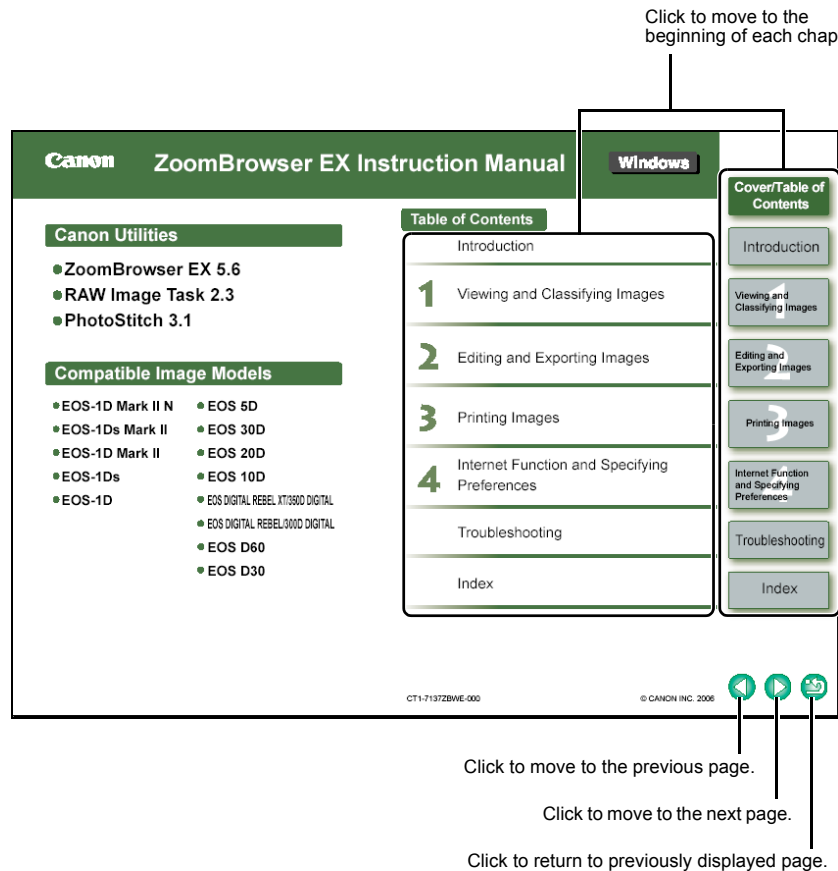 Click to move to the
beginning of each chap
Canon
ZoomBrowser EX Instruction Manual
Windows
Canon Utilities
•ZoomBrowser EX 5.6
•RAW Image Task 2.3
•PhotoStitch 3.1
Compatible Image Models
•EOS-1D Mark II N
•EOS-1Ds Mark II
•EOS-1D Mark II
•EOS-1Ds
•EOS-1D
•EOS 5D
•EOS 30D
•EOS 20D
•EOS 10D
•EOS DIGITAL REBEL XT/350D DIGITAL
•EOS DIGITAL REBEL/300D DIGITAL
•EOS D60
•EOS D30
Table of Contents
Introduction
1 Viewing and Classifying Images
2 Editing and Exporting Images
3 Printing Images
4 Internet Function and Specifying
Preferences
Troubleshooting
Index
Cover/Table of
Contents
Introduction
1
Viewing and
Classifying Images
2
Editing and
Exporting Images
3
Printing Images
4
Internet Function
and Specifying
Preferences
Troubleshooting
Index
CT1-7137ZBWE-000
© CANON INC. 2006
Click to move to the previous page.
Click to move to the next page.
Click to return to previously displayed page.